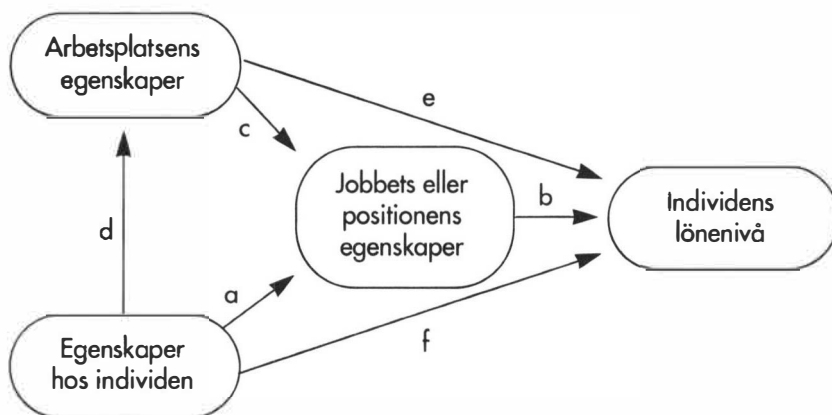 Arbetsplatsens
egenskaper
e
c
Jobbets eller
positionens
egenskaper
b
Individens
lönenivå
d
a
f
Egenskaper
hos individen